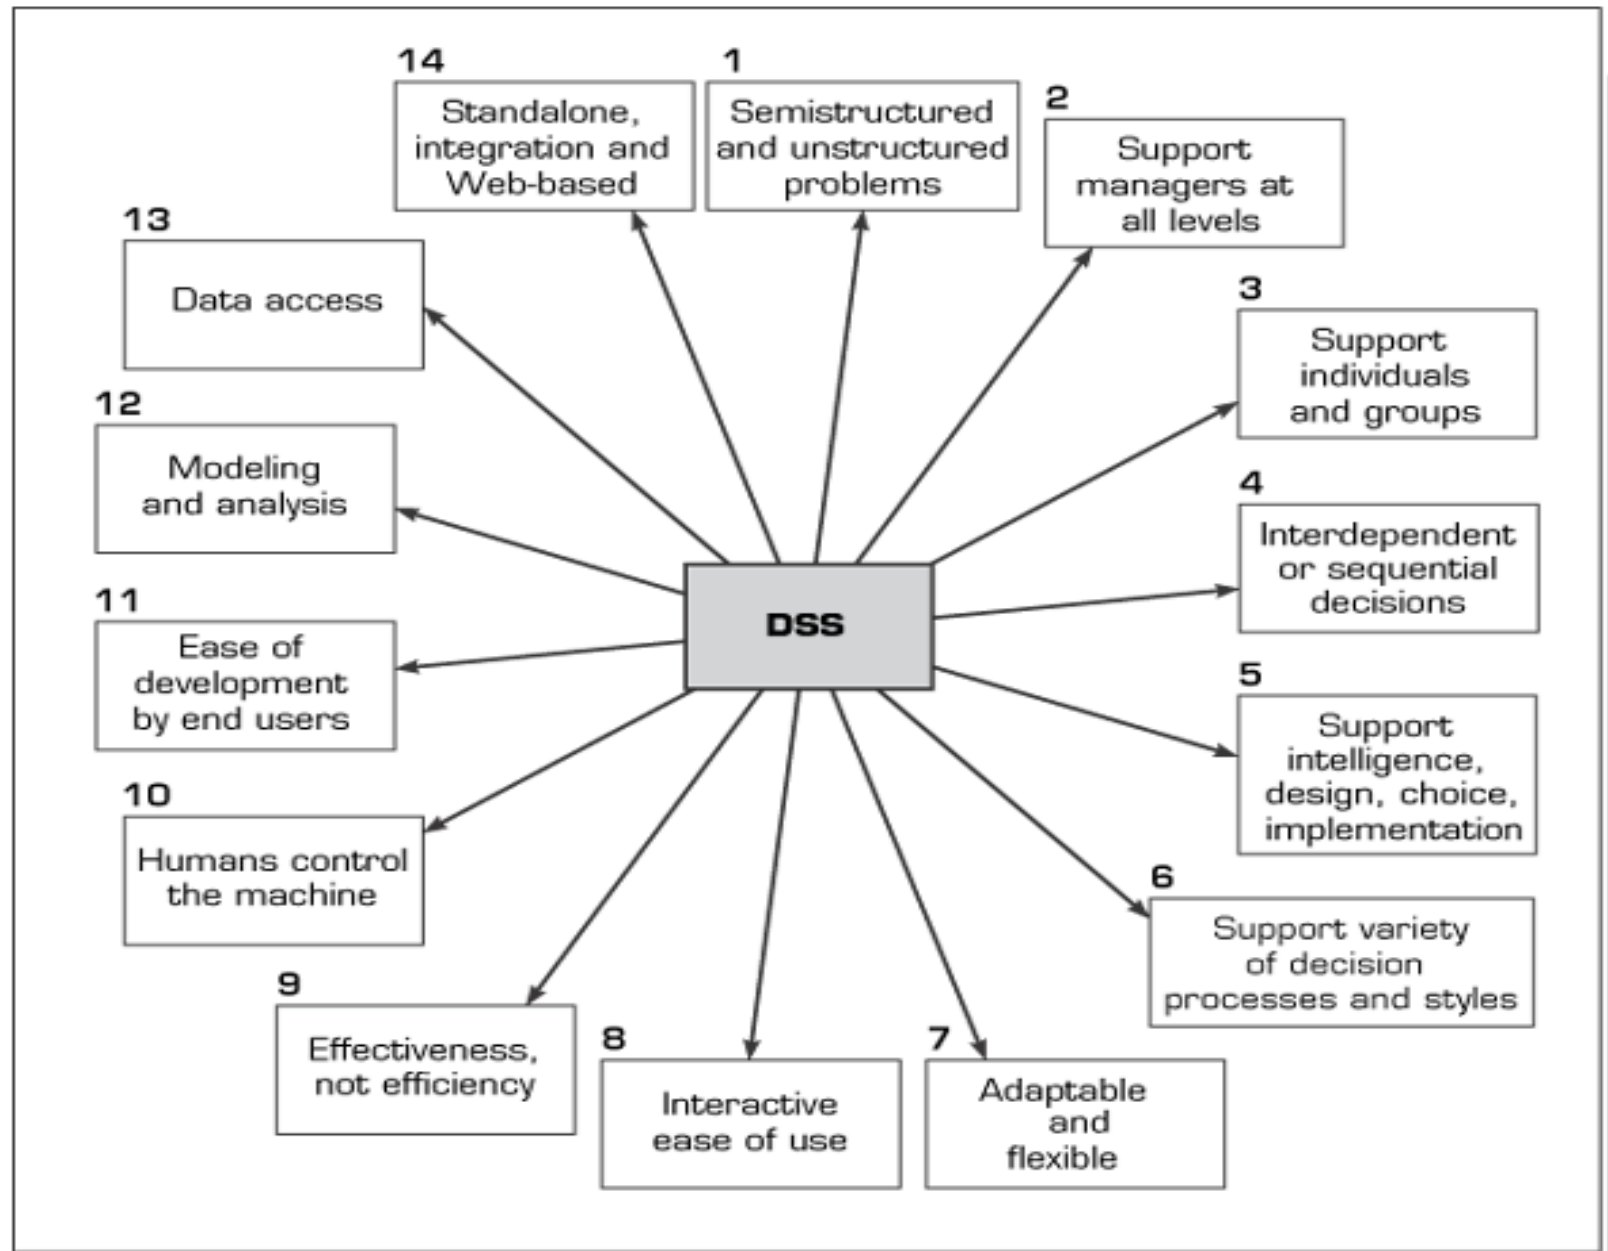 14
Standalone,
integration and
Web-based
1
Semistructured
and unstructured
problems
2
Support
managers at
all levels
13
Data access
3
Support
individuals
and groups
12
Modeling
and analysis
4
Interdependent
or sequential
decisions
DSS
11
Ease of
development
by end users
5
Support
intelligence,
design, choice,
implementation
10
Humans control
the machine
6
Support variety
of decision
processes and styles
9
Effectiveness,
not efficiency
8
Interactive
ease of use
7
Adaptable
and
flexible